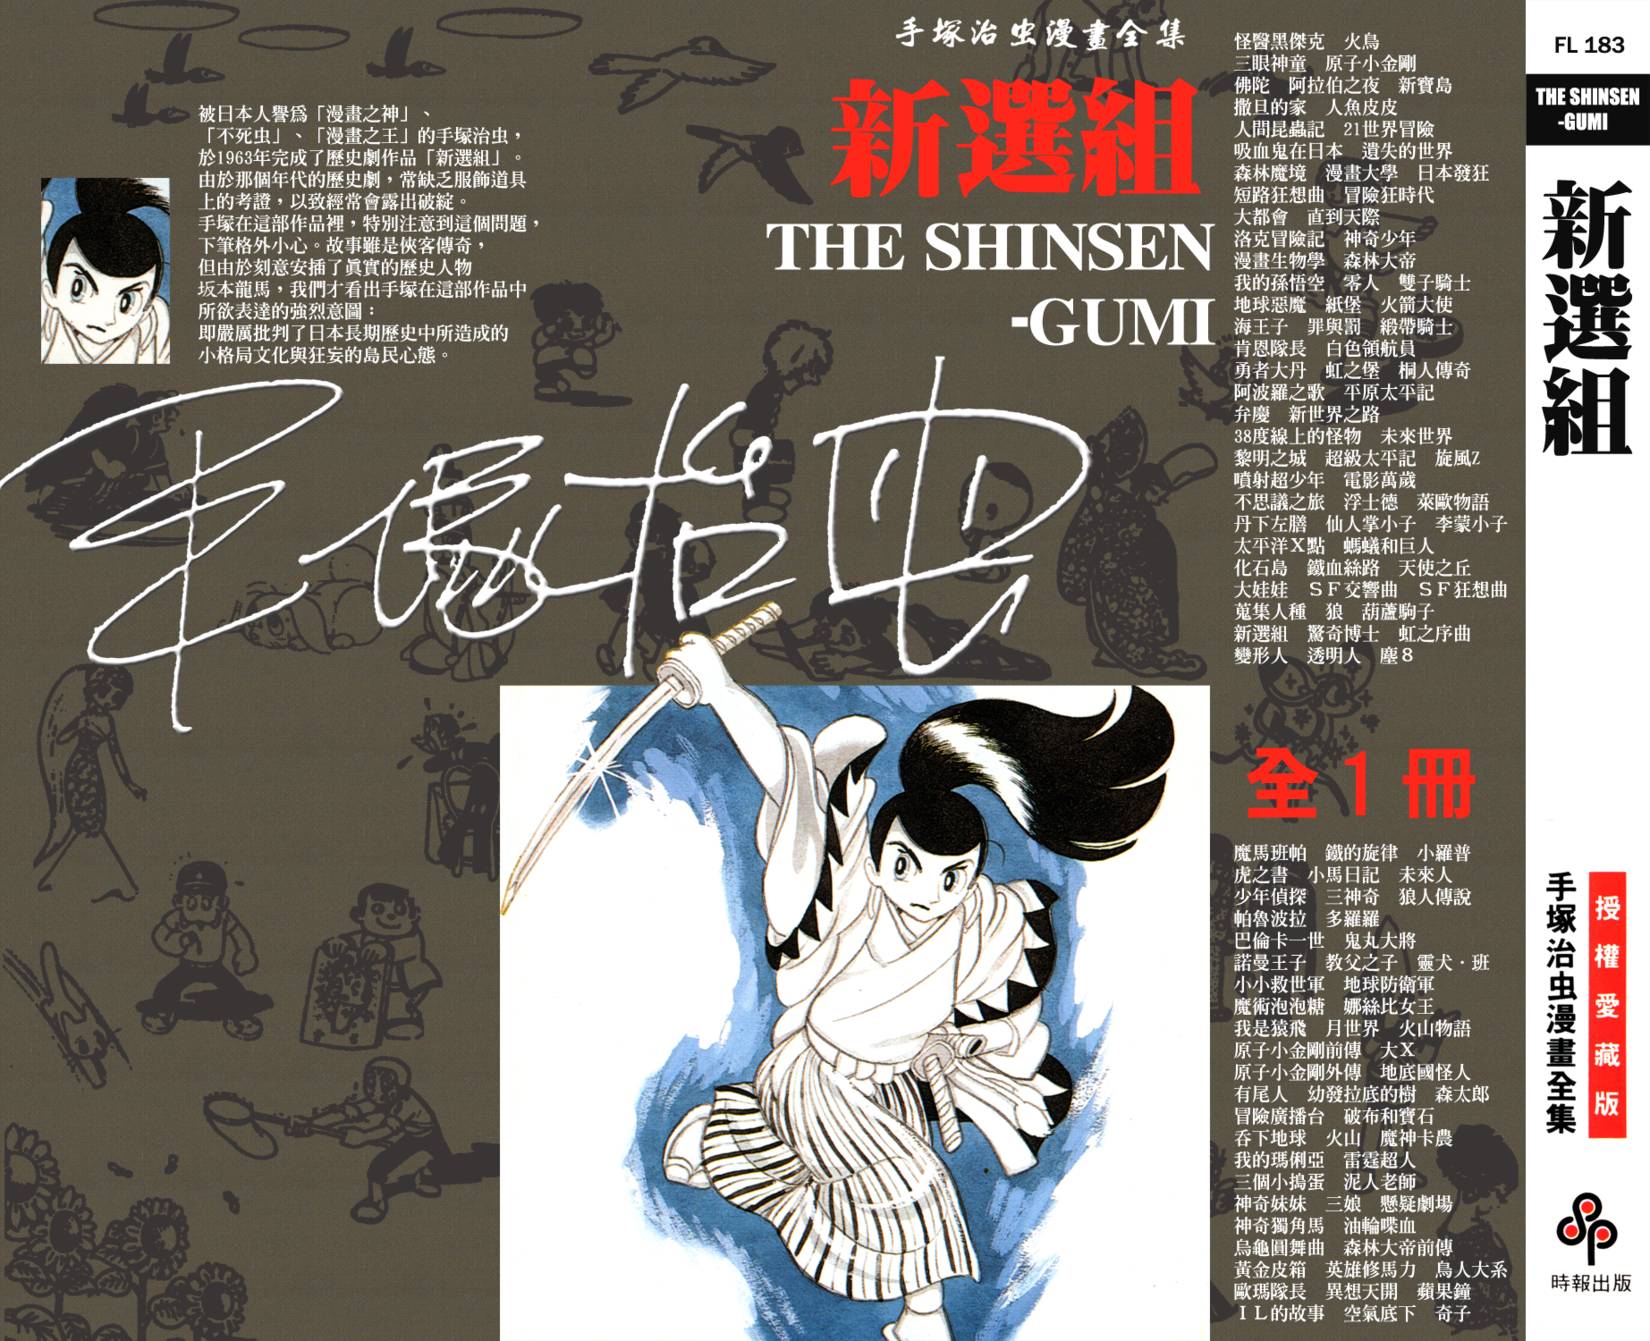 手塚治虫漫畫全集
新選組
THE SHINSEN
-GUMI
被日本人譽為「漫畫之神」、
「不死虫」、「漫畫之王」的手塚治虫，
於1963年完成了歷史劇作品「新選組」。
由於那個年代的歷史劇，常缺乏服飾道具
上的考證，以致經常會露出破綻。
手塚在這部作品裡，特別注意到這個問題，
下筆格外小心。故事雖是俠客傳奇，
但由於刻意安插了真實的歷史人物
坂本龍馬，我們才看出手塚在這部作品中
所欲表達的強烈意圖：
即嚴厲批判了日本長期歷史中所造成的
小格局文化與狂妄的島民心態。
手塚治虫
怪醫黑傑克　火鳥
三眼神童　原子小金剛
佛陀　阿拉伯之夜　新寶島
撒旦的家　人魚皮皮
人間昆蟲記　21世界冒險
吸血鬼在日本　遺失的世界
森林魔境　漫畫大學　日本發狂
短路狂想曲　冒險狂時代
大都會　直到天際
洛克冒險記　神奇少年
漫畫生物學　森林大帝
我的孫悟空　零人　雙子騎士
地球惡魔　紙堡　火箭大使
海王子　罪與罰　緞帶騎士
肯恩隊長　白色領航員
勇者大丹　虹之堡　桐人傳奇
阿波羅之歌　平原太平記
弁慶　新世界之路
38度線上的怪物　未來世界
黎明之城　超級太平記　旋風Z
噴射超少年　電影萬歲
不思議之旅　浮士德　萊歐物語
丹下左膳　仙人掌小子　李蒙小子
太平洋Ｘ點　螞蟻和巨人
化石島　鐵血絲路　天使之丘
大娃娃　ＳＦ交響曲　ＳＦ狂想曲
蒐集人種　狼　葫蘆駒子
新選組　驚奇博士　虹之序曲
變形人　透明人　塵８
全1冊
魔馬班帕　鐵的旋律　小羅普
虎之書　小馬日記　未來人
少年偵探　三神奇　狼人傳說
帕魯波拉　多羅羅
巴倫卡一世　鬼丸大將
諾曼王子　教父之子　靈犬・班
小小救世軍　地球防衛軍
魔術泡泡糖　娜絲比女王
我是猿飛　月世界　火山物語
原子小金剛前傳　大Ｘ
原子小金剛外傳　地底國怪人
有尾人　幼發拉底的樹　森太郎
冒險廣播台　破布和寶石
吞下地球　火山　魔神卡農
我的瑪俐亞　雷霆超人
三個小搗蛋　泥人老師
神奇妹妹　三娘　懸疑劇場
神奇獨角馬　油輪喋血
烏龜圓舞曲　森林大帝前傳
黃金皮箱　英雄修馬力　鳥人大系
歐瑪隊長　異想天開　蘋果鐘
ＩＬ的故事　空氣底下　奇子
FL 183
THE SHINSEN
-GUMI
新選組
手塚治虫漫畫全集
授權愛藏版
時報出版